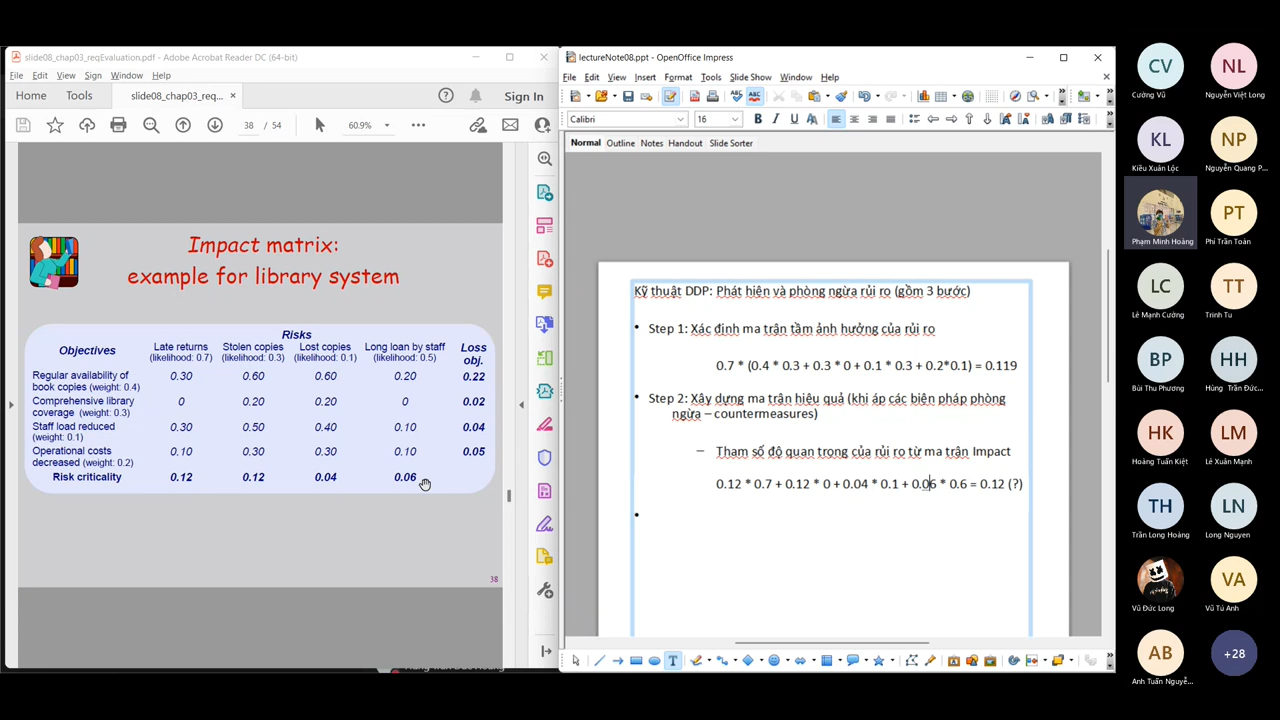 slide08_chap03_reqEvaluation.pdf - Adobe Acrobat Reader DC (64-bit)
File Edit View Sign Window Help
Home Tools slide08_chap03_req... × Sign In
38 / 54 60.9%
Impact matrix:
example for library system
Risks
Objectives Late returns Stolen copies Lost copies Long loan by staff Loss
(likelihood: 0.7) (likelihood: 0.3) (likelihood: 0.1) (likelihood: 0.5) obj.
Regular availability of 0.30 0.60 0.60 0.20 0.22
book copies (weight: 0.4)
Comprehensive library 0 0.20 0.20 0 0.02
coverage (weight: 0.3)
Staff load reduced 0.30 0.50 0.40 0.10 0.04
(weight: 0.1)
Operational costs 0.10 0.30 0.30 0.10 0.05
decreased (weight: 0.2)
Risk criticality 0.12 0.12 0.04 0.06
38
lectureNote08.ppt - OpenOffice Impress
File Edit View Insert Format Tools Slide Show Window Help
Calibri 16
Normal Outline Notes Handout Slide Sorter
Kỹ thuật DDP: Phát hiện và phòng ngừa rủi ro (gồm 3 bước)
• Step 1: Xác định ma trận tầm ảnh hưởng của rủi ro
0.7 * (0.4 * 0.3 + 0.3 * 0 + 0.1 * 0.3 + 0.2*0.1) = 0.119
• Step 2: Xây dựng ma trận hiệu quả (khi áp các biện pháp phòng
ngừa – countermeasures)
– Tham số độ quan trọng của rủi ro từ ma trận Impact
0.12 * 0.7 + 0.12 * 0 + 0.04 * 0.1 + 0.06 * 0.6 = 0.12 (?)
•
CV NL
Cường Vũ Nguyễn Việt Long
KL NP
Kiều Xuân Lộc Nguyễn Quang P...
PT
Phạm Minh Hoàng Phí Trần Toàn
LC TT
Lê Mạnh Cường Trinh Tu
BP HH
Bùi Thu Phương Hùng Trần Đức...
HK LM
Hoàng Tuấn Kiệt Lê Xuân Mạnh
TH LN
Trần Long Hoàng Long Nguyen
VA
Vũ Đức Long Vũ Tú Anh
AB +28
Anh Tuấn Nguyễ...